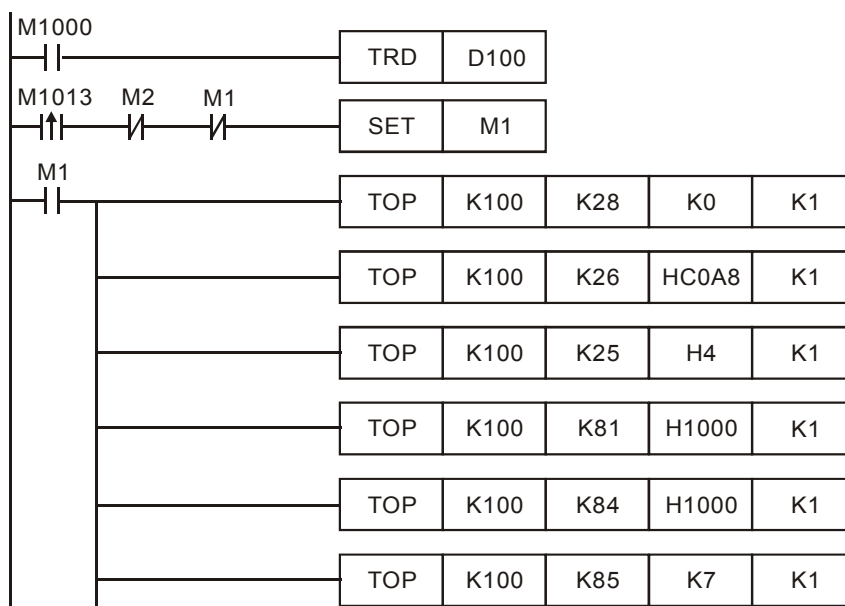 M1000
TRD D100
M1013 M2 M1
SET M1
M1
TOP K100 K28 K0 K1
TOP K100 K26 HC0A8 K1
TOP K100 K25 H4 K1
TOP K100 K81 H1000 K1
TOP K100 K84 H1000 K1
TOP K100 K85 K7 K1